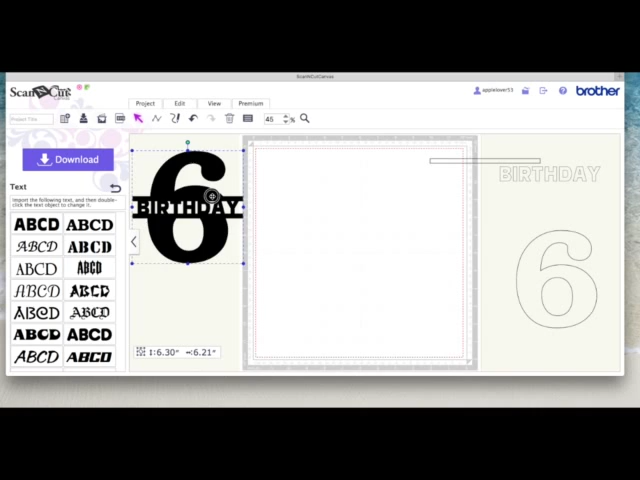 ScanNCutCanvas
ScanNCut
CANVAS
applelover53
brother
Project
Edit
View
Premium
Project Title
45
%
Download
Text
Import the following text, and then double-
click the text object to change it.
ABCD ABCD
ABCD ABCD
ABCD ABCD
ABCD ABCD
ABCD ABCD
ABCD ABCD
ABCD ABCD
6
BIRTHDAY
BIRTHDAY
6
6.30" 6.21"